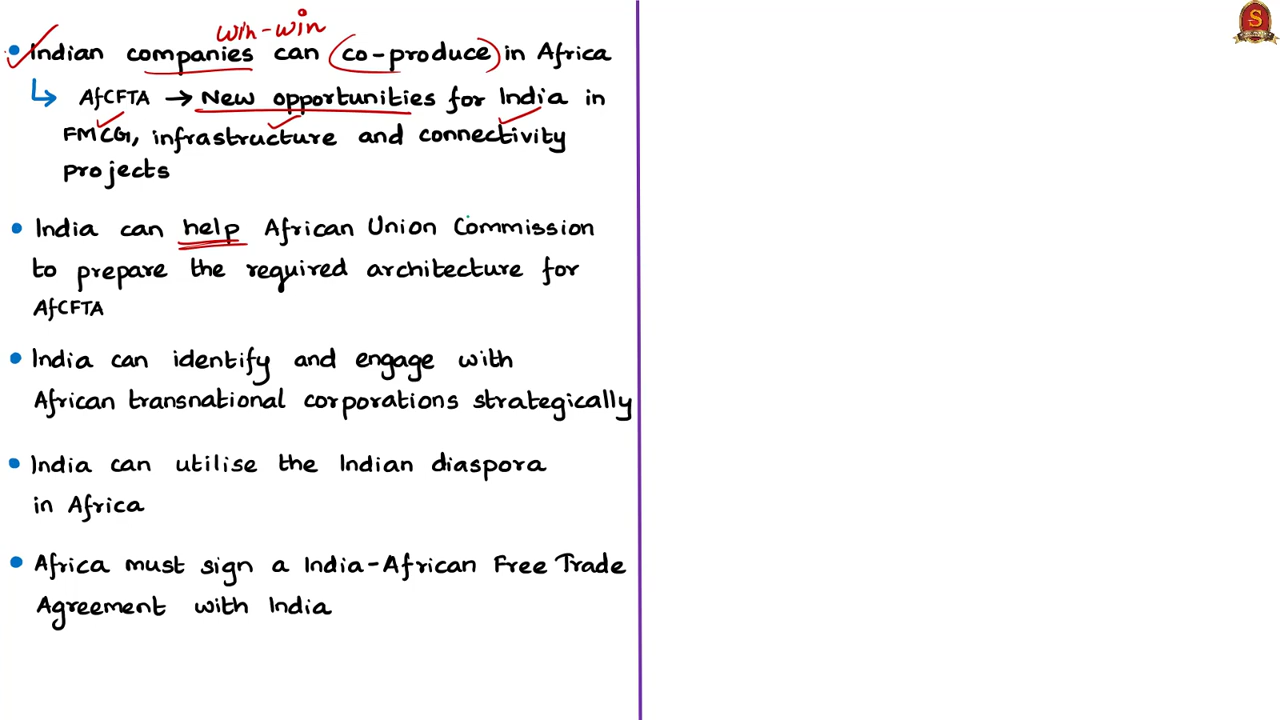 win-win
Indian companies can (co-produce) in Africa
AfCFTA → New opportunities for India in
FMCG, infrastructure and connectivity
projects
India can help African Union Commission
to prepare the required architecture for
AfCFTA
India can identify and engage with
African transnational corporations strategically
India can utilise the Indian diaspora
in Africa
Africa must sign a India-African Free Trade
Agreement with India
S